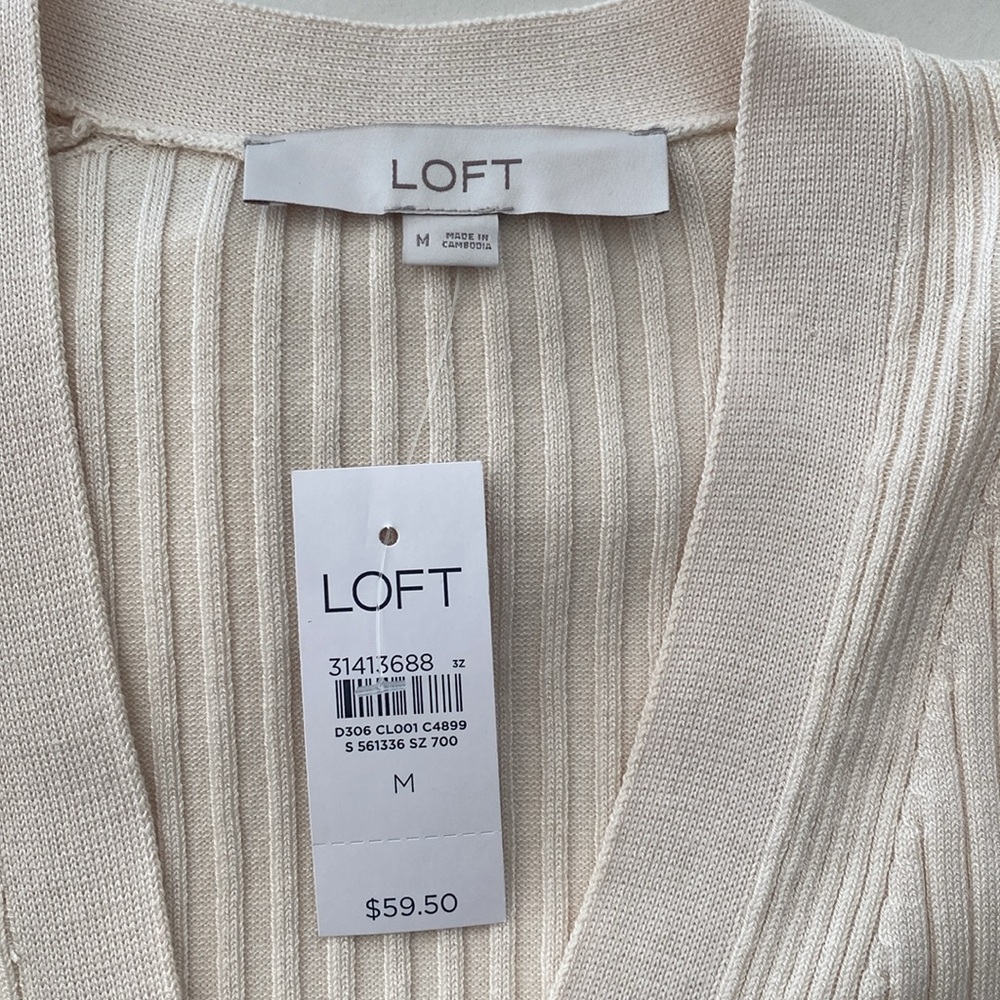 LOFT
M
MADE IN
CAMBODIA
LOFT
31413688 3Z
D306 CL001 C4899
S 561336 SZ 700
M
$59.50